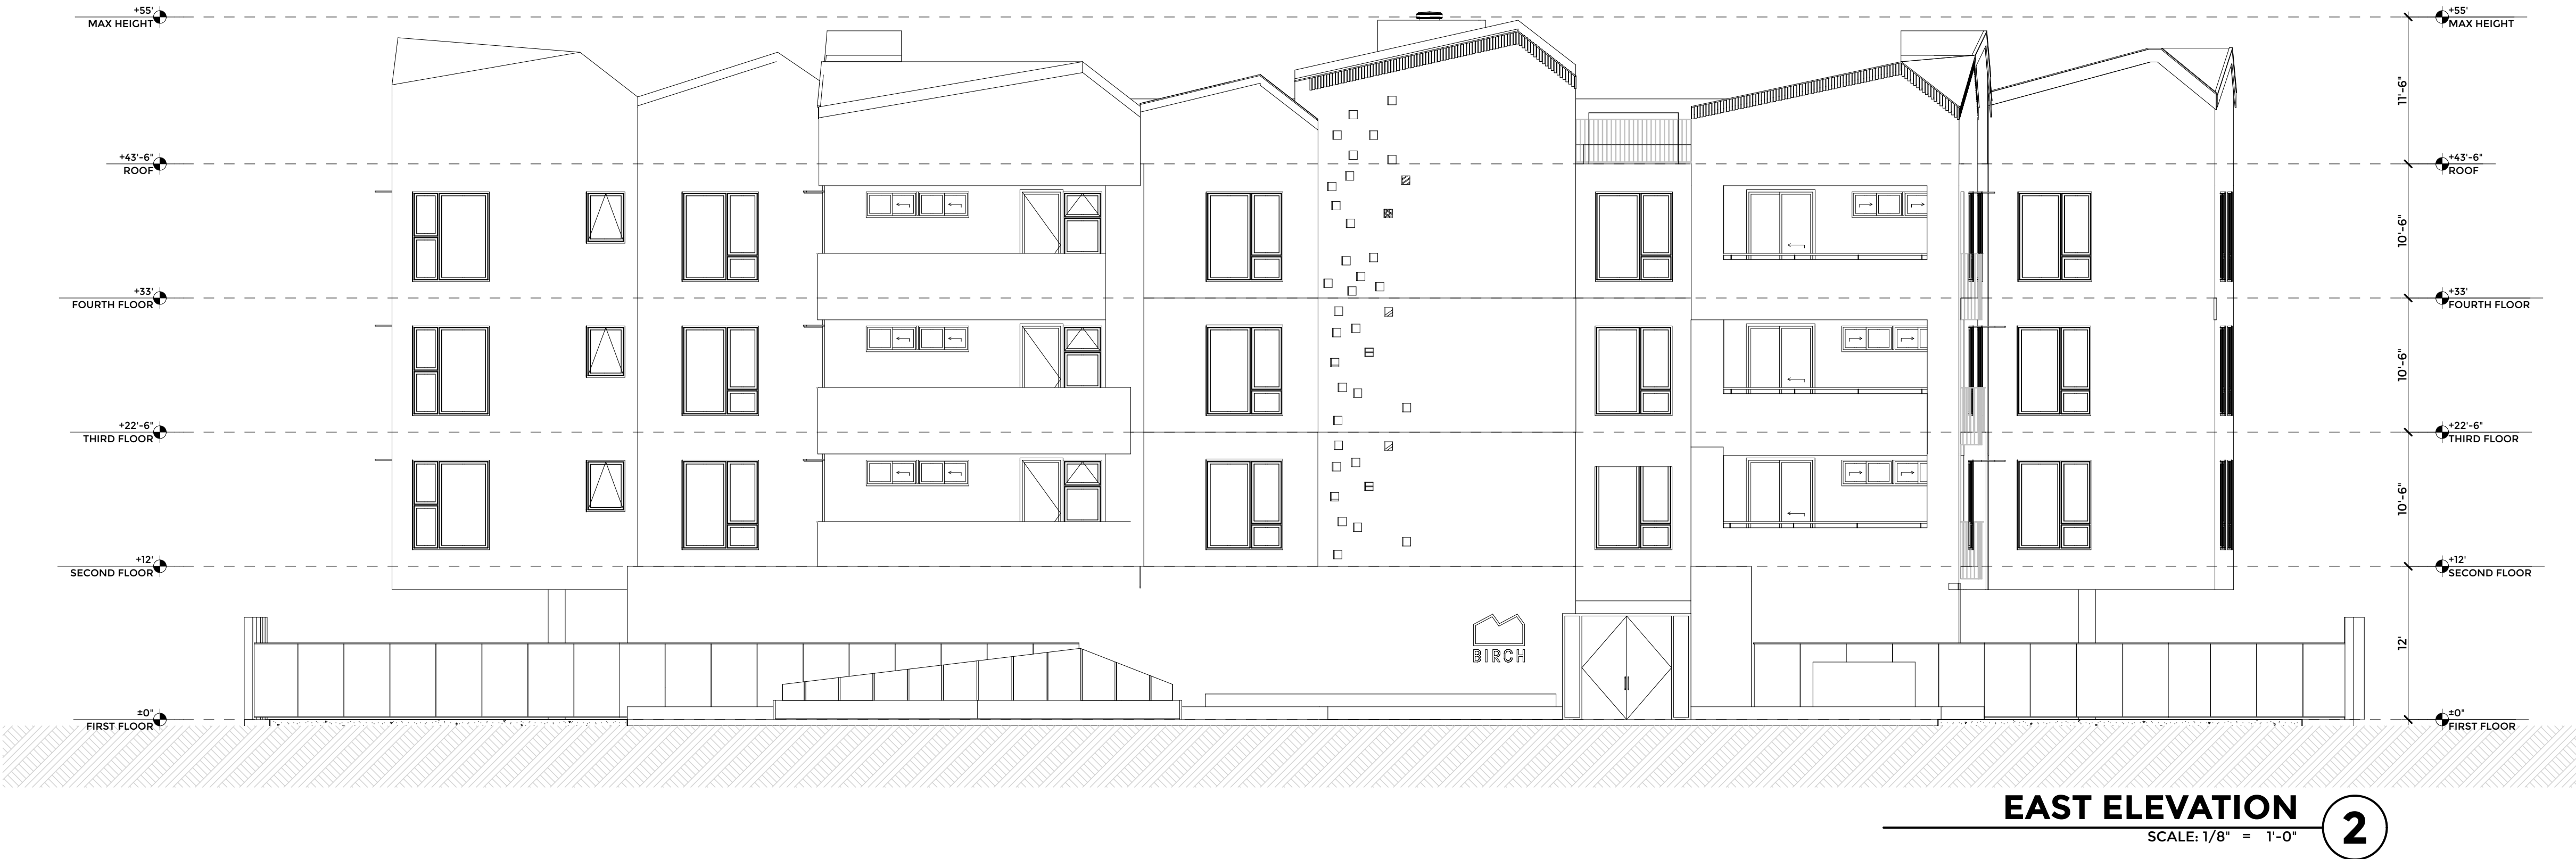 +55'
MAX HEIGHT
+55'
MAX HEIGHT
11'-6"
+43'-6"
ROOF
+43'-6"
ROOF
10'-6"
+33'
FOURTH FLOOR
+33'
FOURTH FLOOR
10'-6"
+22'-6"
THIRD FLOOR
+22'-6"
THIRD FLOOR
10'-6"
+12'
SECOND FLOOR
+12'
SECOND FLOOR
12'
BIRCH
±0"
FIRST FLOOR
±0"
FIRST FLOOR
EAST ELEVATION
2
SCALE: 1/8" = 1'-0"